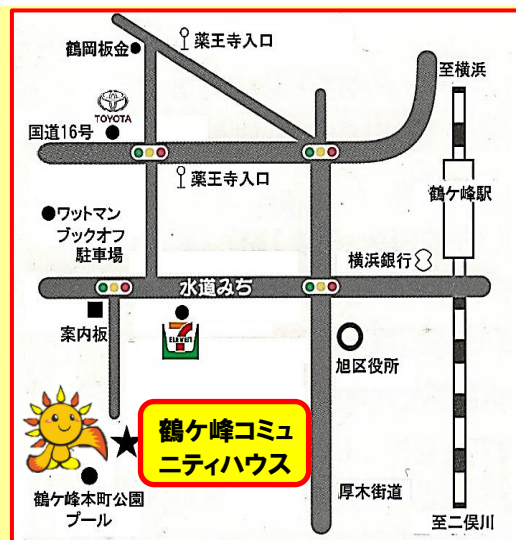 鶴岡板金
薬王寺入口
至横浜
TOYOTA
国道16号
薬王寺入口
鶴ケ峰駅
ワットマン
ブックオフ
駐車場
横浜銀行
水道みち
案内板
7
ELEVEN
旭区役所
鶴ケ峰コミュ
ニティハウス
鶴ケ峰本町公園
プール
厚木街道
至二俣川